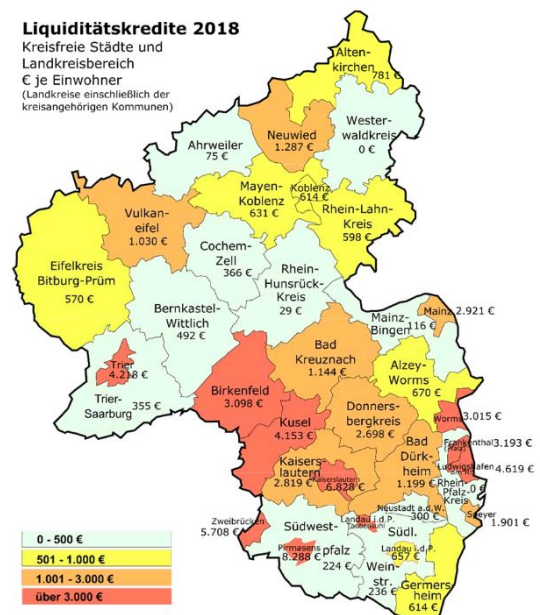 Liquiditätskredite 2018
Kreisfreie Städte und
Landkreisbereich
€ je Einwohner
(Landkreise einschließlich der
kreisangehörigen Kommunen)
Alten-
kirchen
781 €
Wester-
waldkreis
0 €
Neuwied
1.287 €
Ahrweiler
75 €
Mayen-
Koblenz
631 €
Koblenz
614 €
Rhein-Lahn-
Kreis
598 €
Vulkan-
eifel
1.030 €
Cochem-
Zell
366 €
Rhein-
Hunsrück-
Kreis
29 €
Eifelkreis
Bitburg-Prüm
570 €
Bernkastel-
Wittlich
492 €
Mainz 2.921 €
Mainz-
Bingen
116 €
Bad
Kreuznach
1.144 €
Alzey-
Worms
670 €
Trier
4.218 €
Trier-
Saarburg
355 €
Birkenfeld
3.098 €
Kusel
4.153 €
Donners-
bergkreis
2.698 €
Worms 3.015 €
Frankenthal 3.193 €
(Pfalz)
Ludwigshafen
4.619 €
Bad
Dürk-
heim
1.199 €
Rhein-
Pfalz-
Kreis
0 €
Kaisers-
lautern
2.819 €
Kaiserslautern
6.828 €
Neustadt a.d.W.
300 €
Speyer
1.901 €
Zweibrücken
5.708 €
Südwest-
pfalz
224 €
Pirmasens
8.288 €
Landau i.d.P.
Südl.
Wein-
str.
236 €
Landau i.d.P.
657 €
Germers
heim
614 €
0 - 500 €
501 - 1.000 €
1.001 - 3.000 €
über 3.000 €